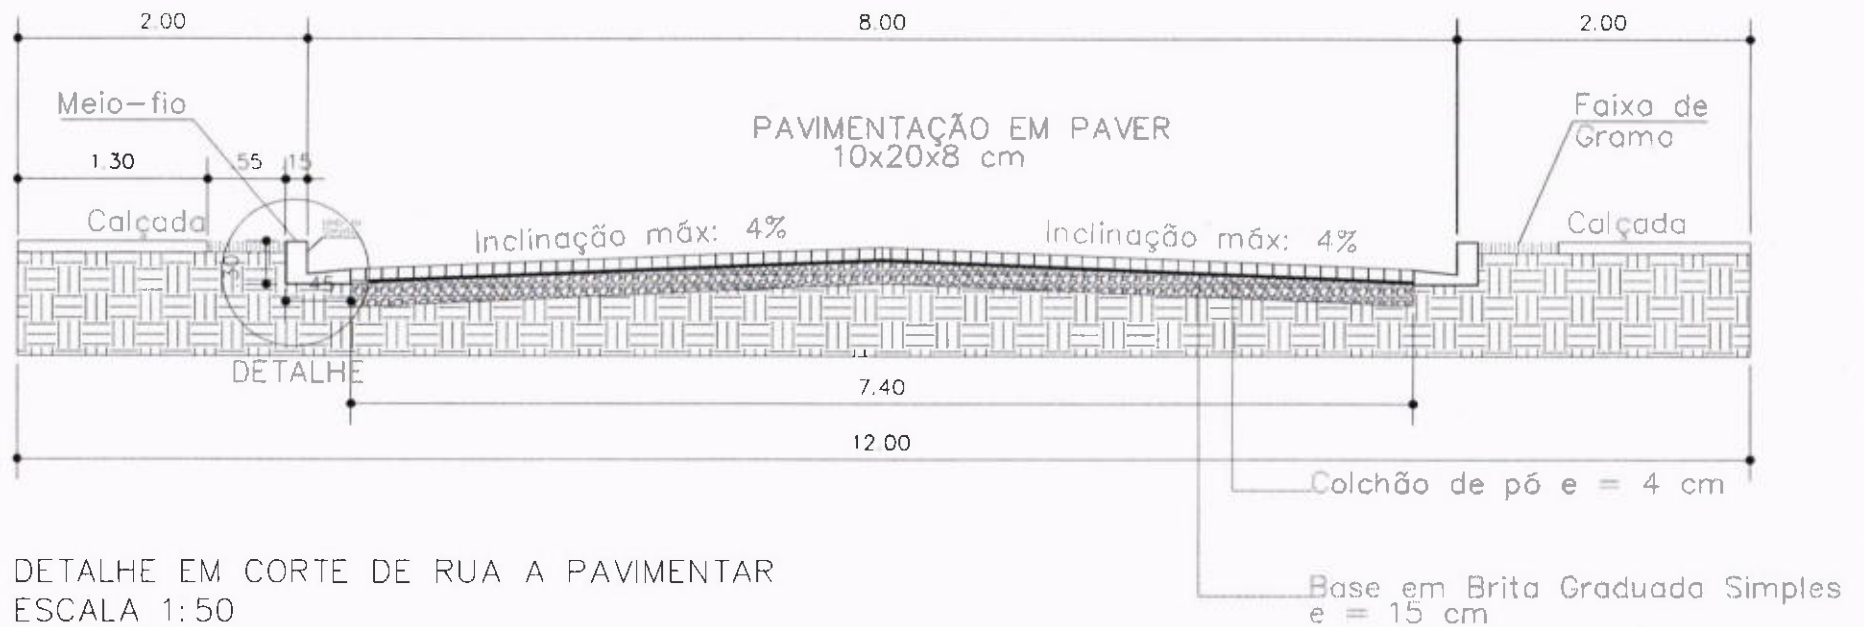 2.00 8.00 2.00
Meio-fio
Faixa de
Grama
PAVIMENTAÇÃO EM PAVER
10x20x8 cm
1.30 .55 .15
Calçada
Calçada
Inclinação máx: 4%
Inclinação máx: 4%
.30
.45
DETALHE
7.40
12.00
Colchão de pó e = 4 cm
Base em Brita Graduada Simples
e = 15 cm
DETALHE EM CORTE DE RUA A PAVIMENTAR
ESCALA 1:50